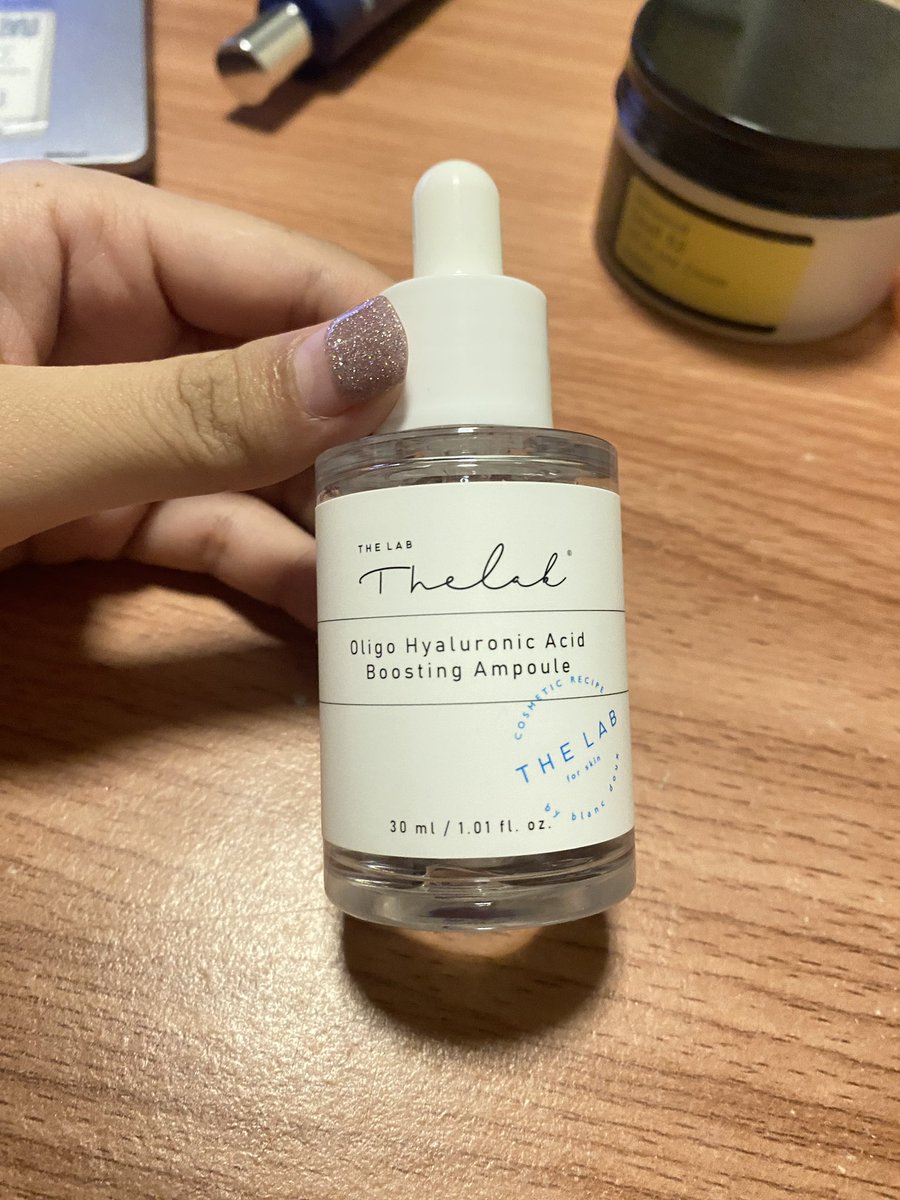 THE LAB
Thelab®
Oligo Hyaluronic Acid
Boosting Ampoule
COSMETIC RECIPE
THE LAB
for skin
by blanc doux
30 ml / 1.01 fl. oz.